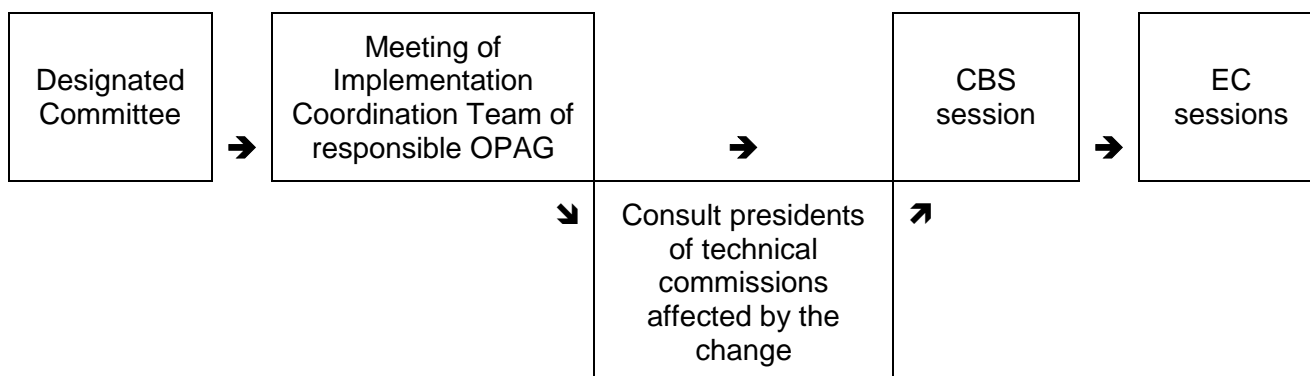 Designated
Committee
Meeting of
Implementation
Coordination Team of
responsible OPAG
CBS
session
EC
sessions
Consult presidents
of technical
commissions
affected by the
change